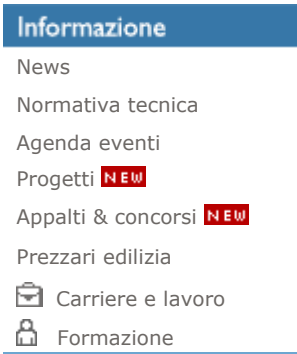 Informazione
News
Normativa tecnica
Agenda eventi
Progetti NEW
Appalti & concorsi NEW
Prezzari edilizia
Carriere e lavoro
Formazione